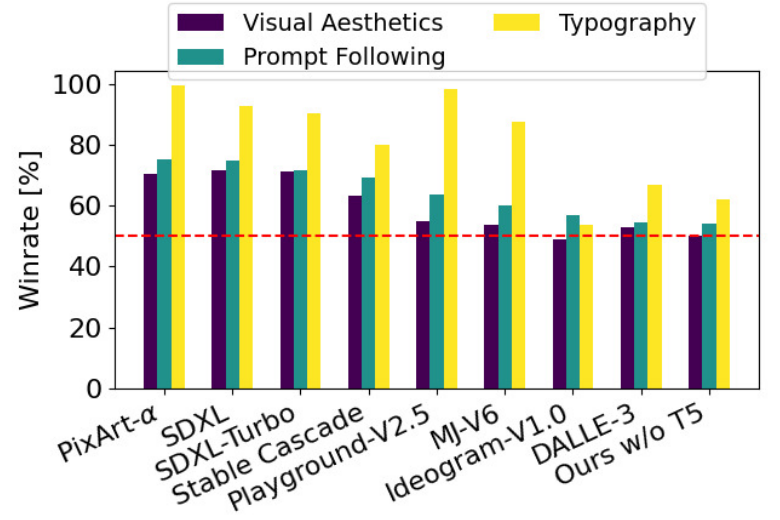 Visual Aesthetics
Prompt Following
Typography
Winrate [%]
100
80
60
40
20
0
PixArt-α
SDXL
SDXL-Turbo
Stable Cascade
Playground-V2.5
MJ-V6
Ideogram-V1.0
DALLE-3
Ours w/o T5